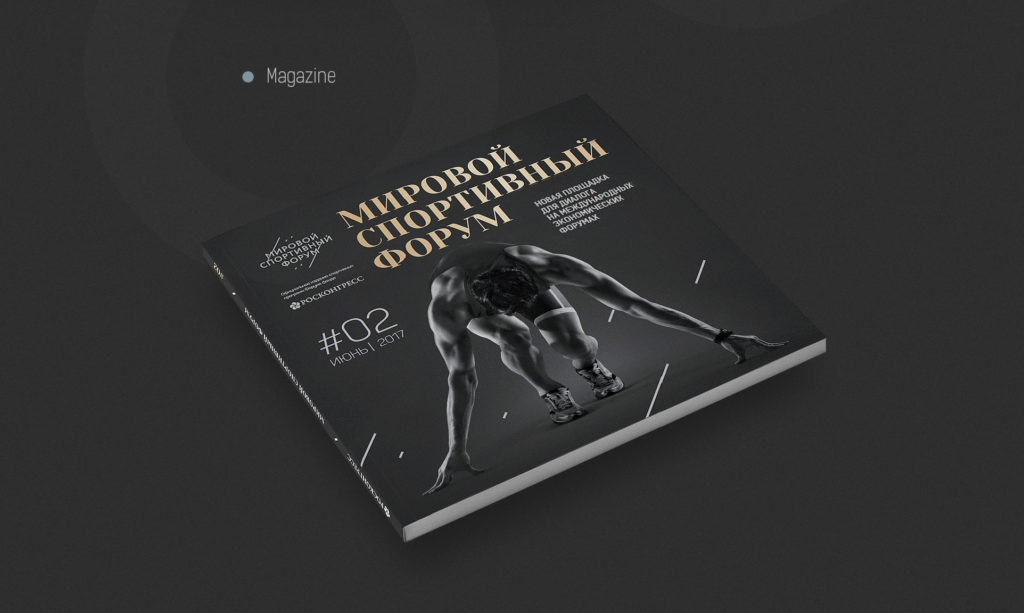 Magazine
МИРОВОЙ
СПОРТИВНЫЙ
ФОРУМ
НОВАЯ ПЛОЩАДКА
ДЛЯ ДИАЛОГА
НА МЕЖДУНАРОДНЫХ
ЭКОНОМИЧЕСКИХ
ФОРУМАХ
МИРОВОЙ
СПОРТИВНЫЙ
ФОРУМ
РОСКОНГРЕСС
#02
ИЮНЬ | 2017